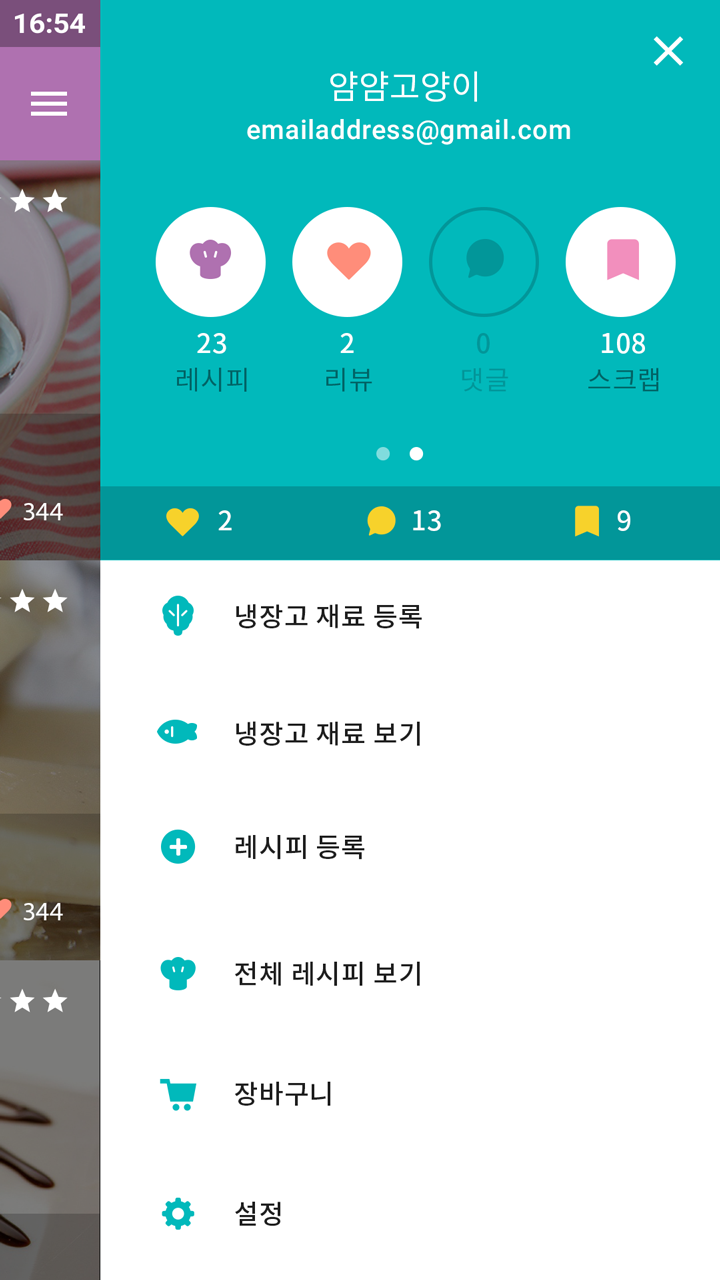 16:54
얌얌고양이
emailaddress@gmail.com
23
2
0
108
레시피
리뷰
댓글
스크랩
344
2
13
9
냉장고 재료 등록
냉장고 재료 보기
레시피 등록
344
전체 레시피 보기
장바구니
설정